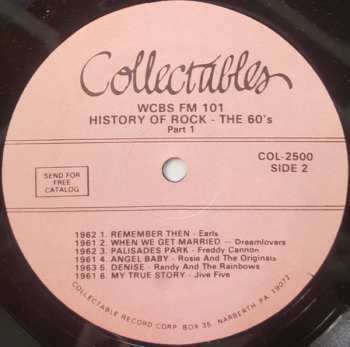 Collectables
WCBS FM 101
HISTORY OF ROCK - THE 60's
Part 1
SEND FOR
FREE
CATALOG
COL-2500
SIDE 2
1962 1. REMEMBER THEN - Earls
1961 2. WHEN WE GET MARRIED - Dreamlovers
1962 3. PALISADES PARK - Freddy Cannon
1961 4. ANGEL BABY - Rosie And The Originals
1963 5. DENISE - Randy And The Rainbows
1961 6. MY TRUE STORY - Jive Five
COLLECTABLE RECORD CORP. BOX 35, NARBERTH PA 19072